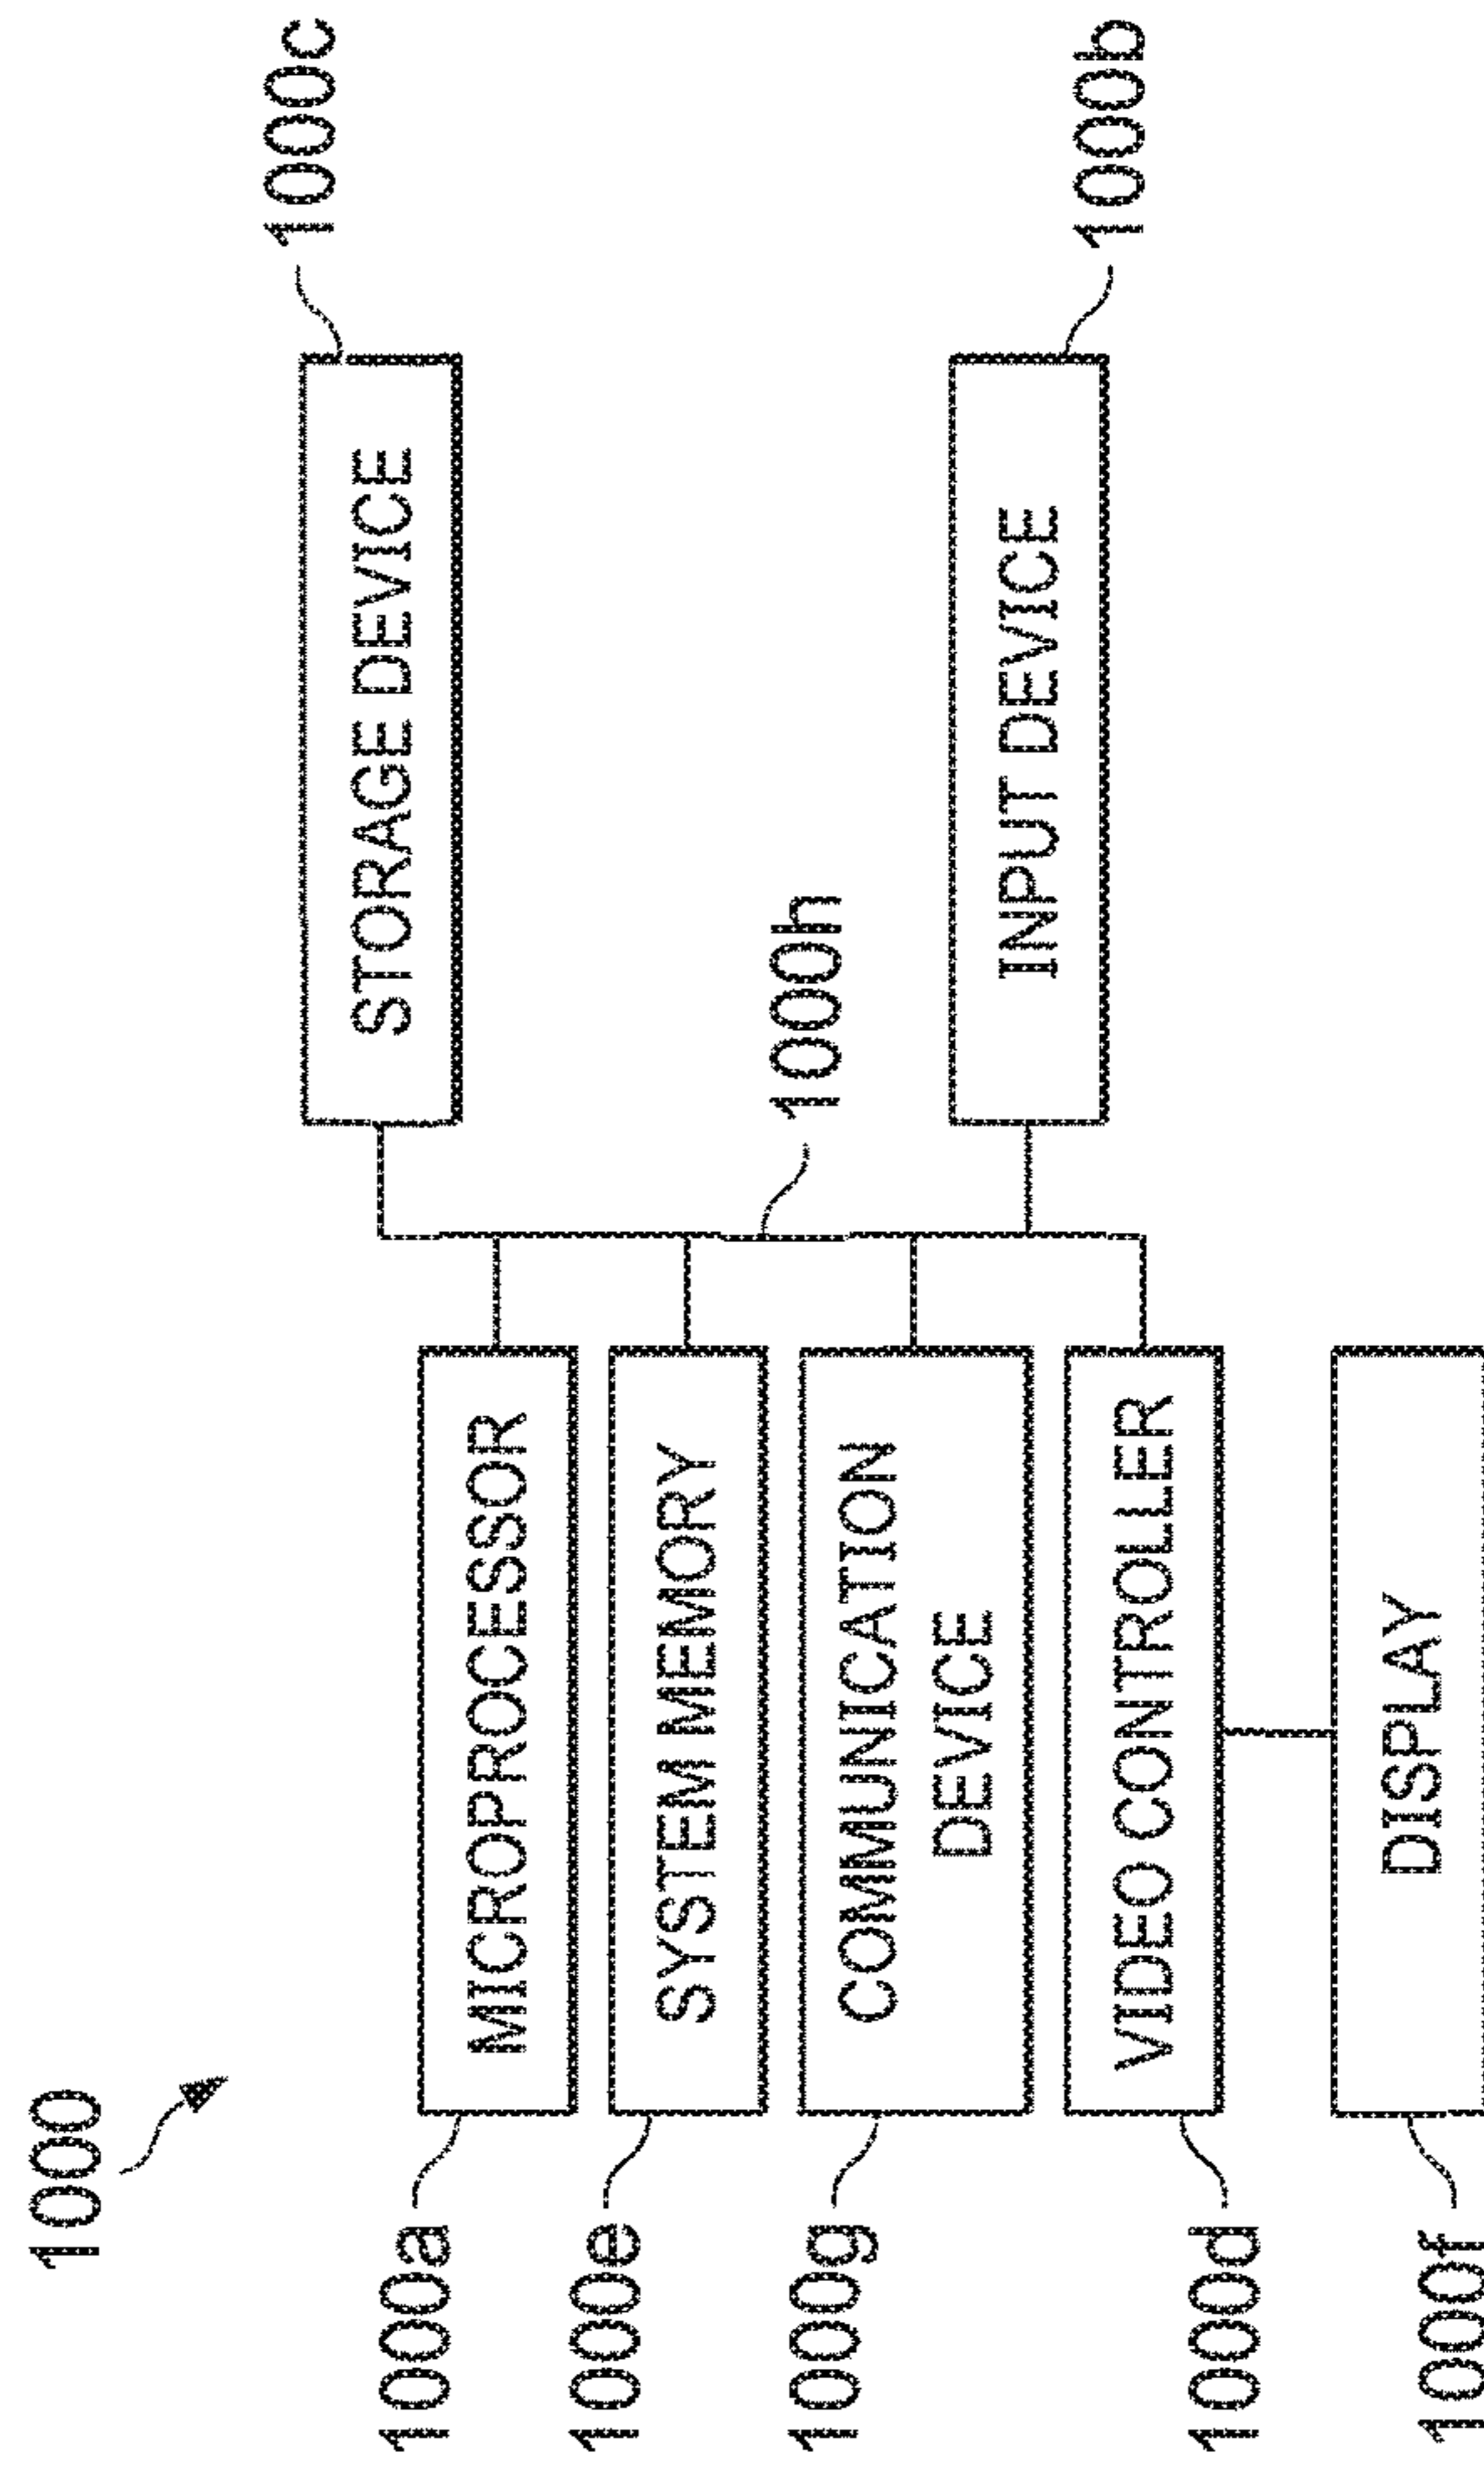 1000
STORAGE DEVICE
1000c
1000a
MICROPROCESSOR
1000e
SYSTEM MEMORY
1000h
1000g
COMMUNICATION
DEVICE
INPUT DEVICE
1000b
1000d
VIDEO CONTROLLER
1000f
DISPLAY